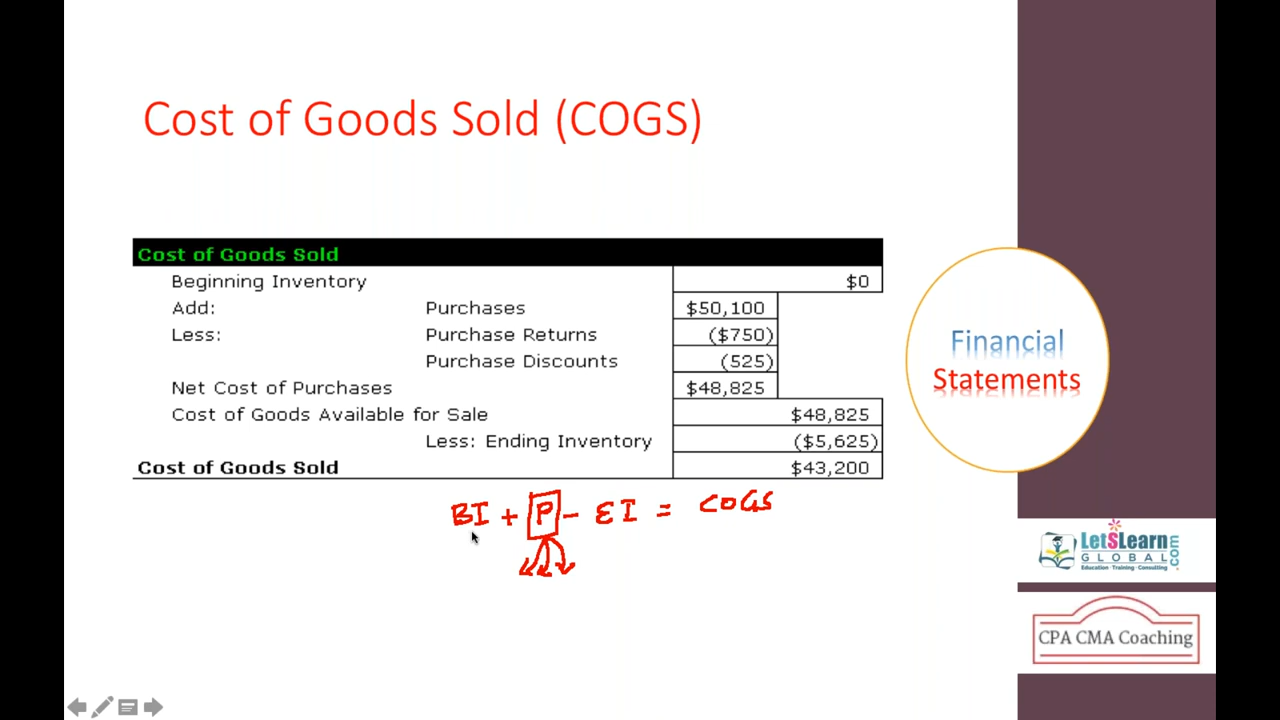 Cost of Goods Sold (COGS)
Cost of Goods Sold
Beginning Inventory $0
Add: Purchases $50,100
Less: Purchase Returns ($750)
Purchase Discounts (525)
Net Cost of Purchases $48,825
Cost of Goods Available for Sale $48,825
Less: Ending Inventory ($5,625)
Cost of Goods Sold $43,200
BI + P - EI = COGS
Financial
Statements
LetSLearn
GLOBAL.com
Education · Training · Consulting
CPA CMA Coaching